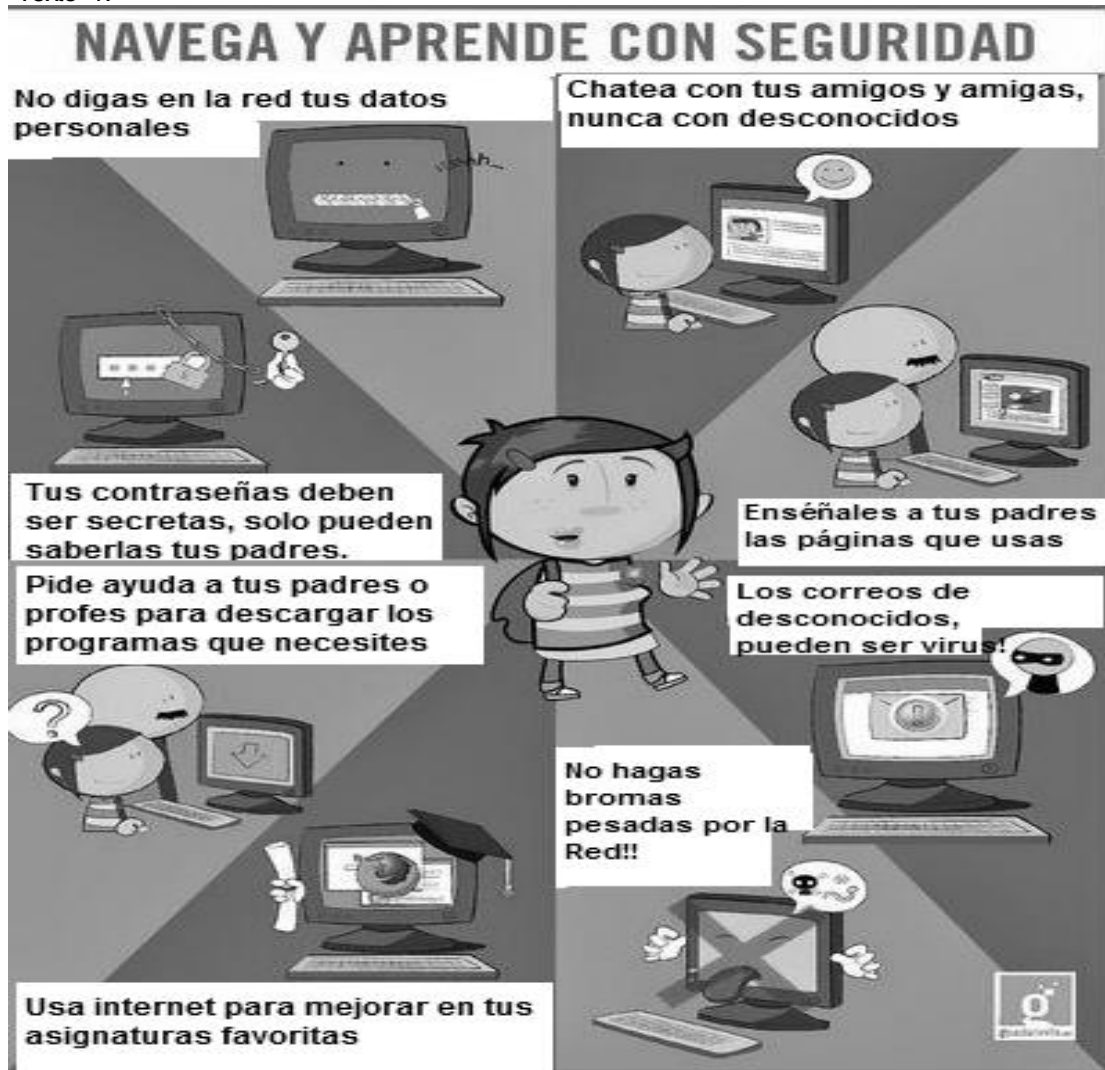 NAVEGA Y APRENDE CON SEGURIDAD
No digas en la red tus datos
personales
Chatea con tus amigos y amigas,
nunca con desconocidos
Tus contraseñas deben
ser secretas, solo pueden
saberlas tus padres.
Enséñales a tus padres
las páginas que usas
Pide ayuda a tus padres o
profes para descargar los
programas que necesites
Los correos de
desconocidos,
pueden ser virus!
No hagas
bromas
pesadas por la
Red!!
Usa internet para mejorar en tus
asignaturas favoritas